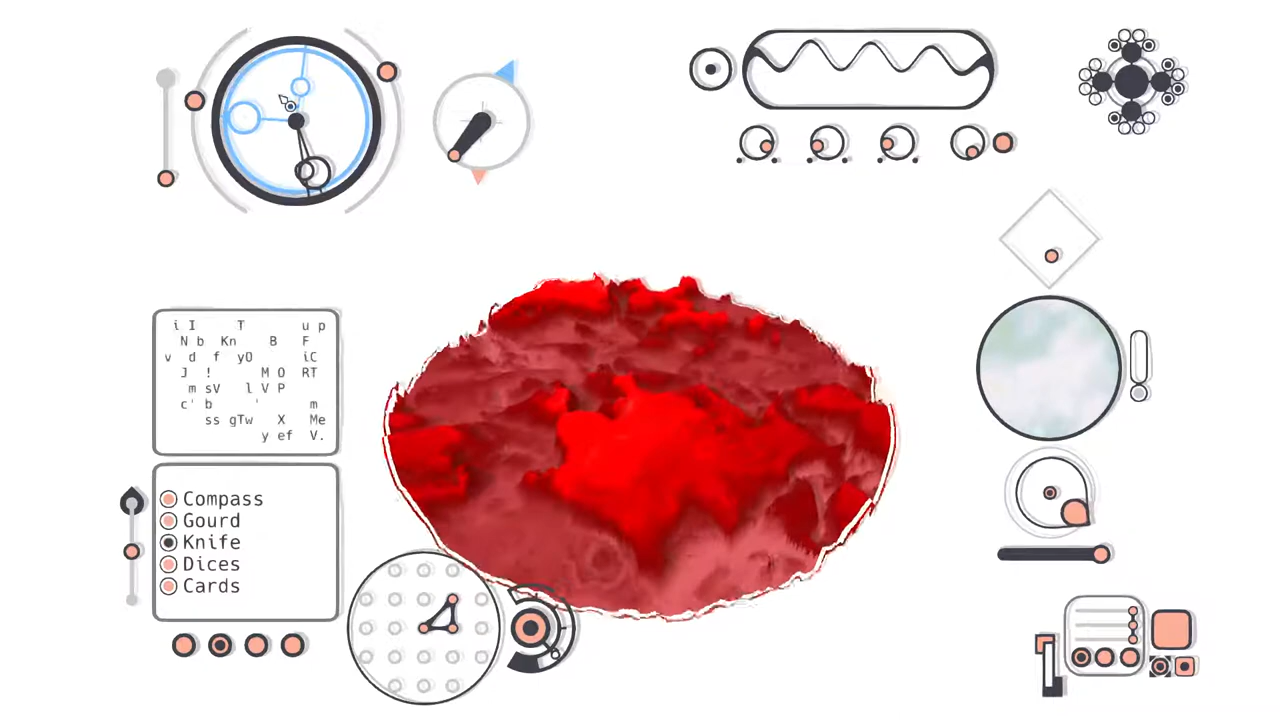 i I T u p
N b Kn B F
v d f yO iC
J ! M O RT
m sV l V P
c' b ' m
ss gTw X Me
y ef V.
Compass
Gourd
Knife
Dices
Cards